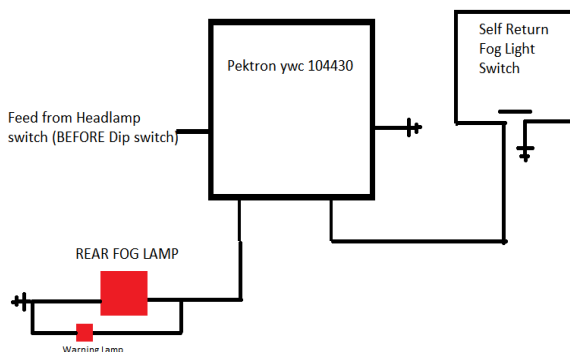 Self Return
Fog Light
Switch
Pektron ywc 104430
Feed from Headlamp
switch (BEFORE Dip switch)
REAR FOG LAMP
Warning lamp